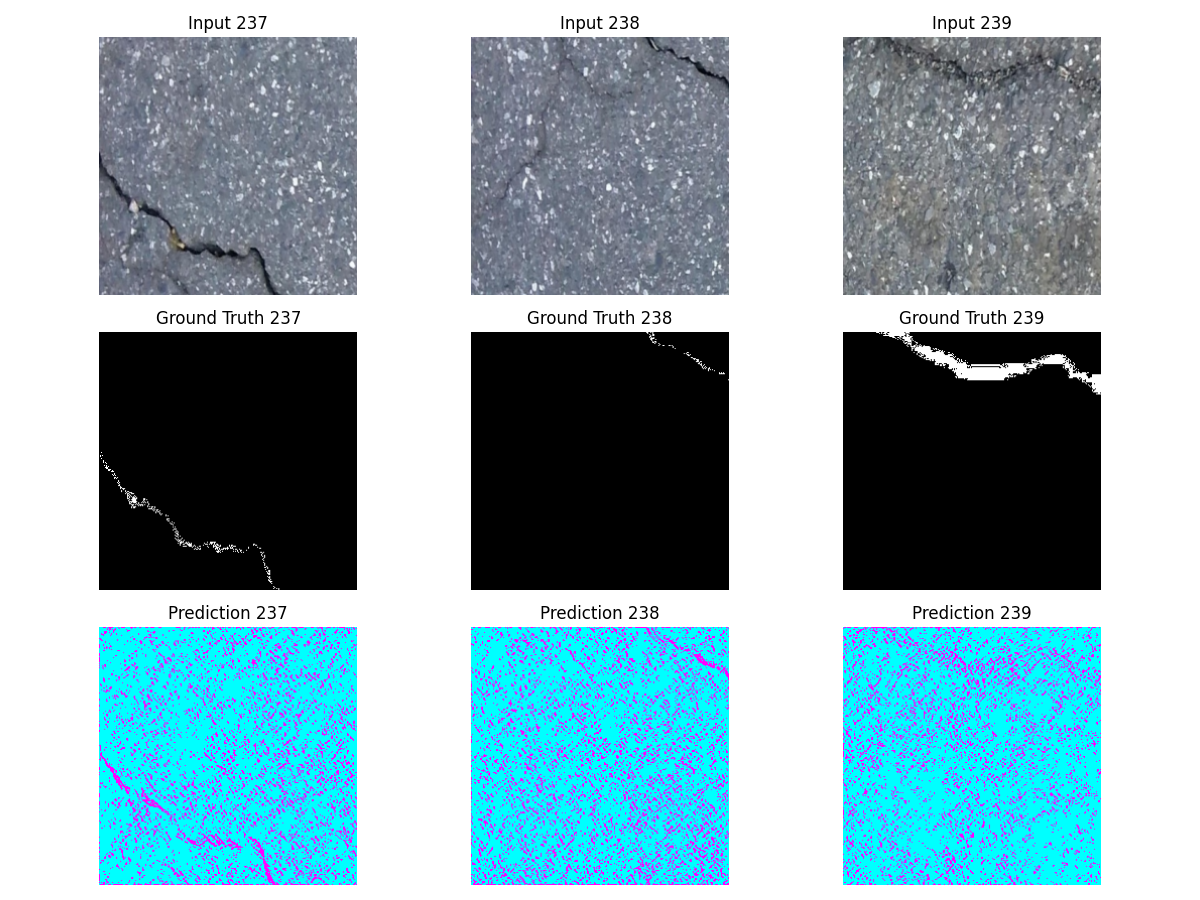 Input 237
Input 238
Input 239
Ground Truth 237
Ground Truth 238
Ground Truth 239
Prediction 237
Prediction 238
Prediction 239